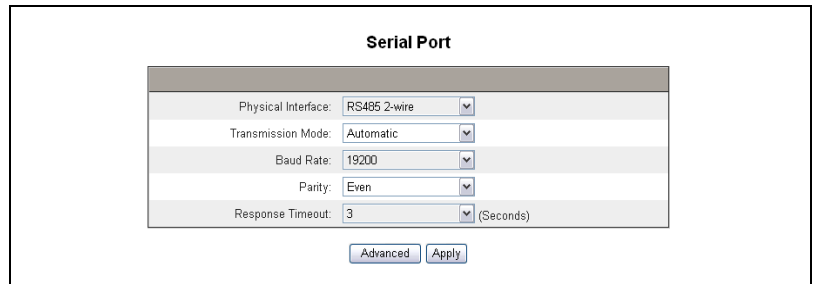 Serial Port
Physical Interface: RS485 2-wire
Transmission Mode: Automatic
Baud Rate: 19200
Parity: Even
Response Timeout: 3 (Seconds)
Advanced Apply